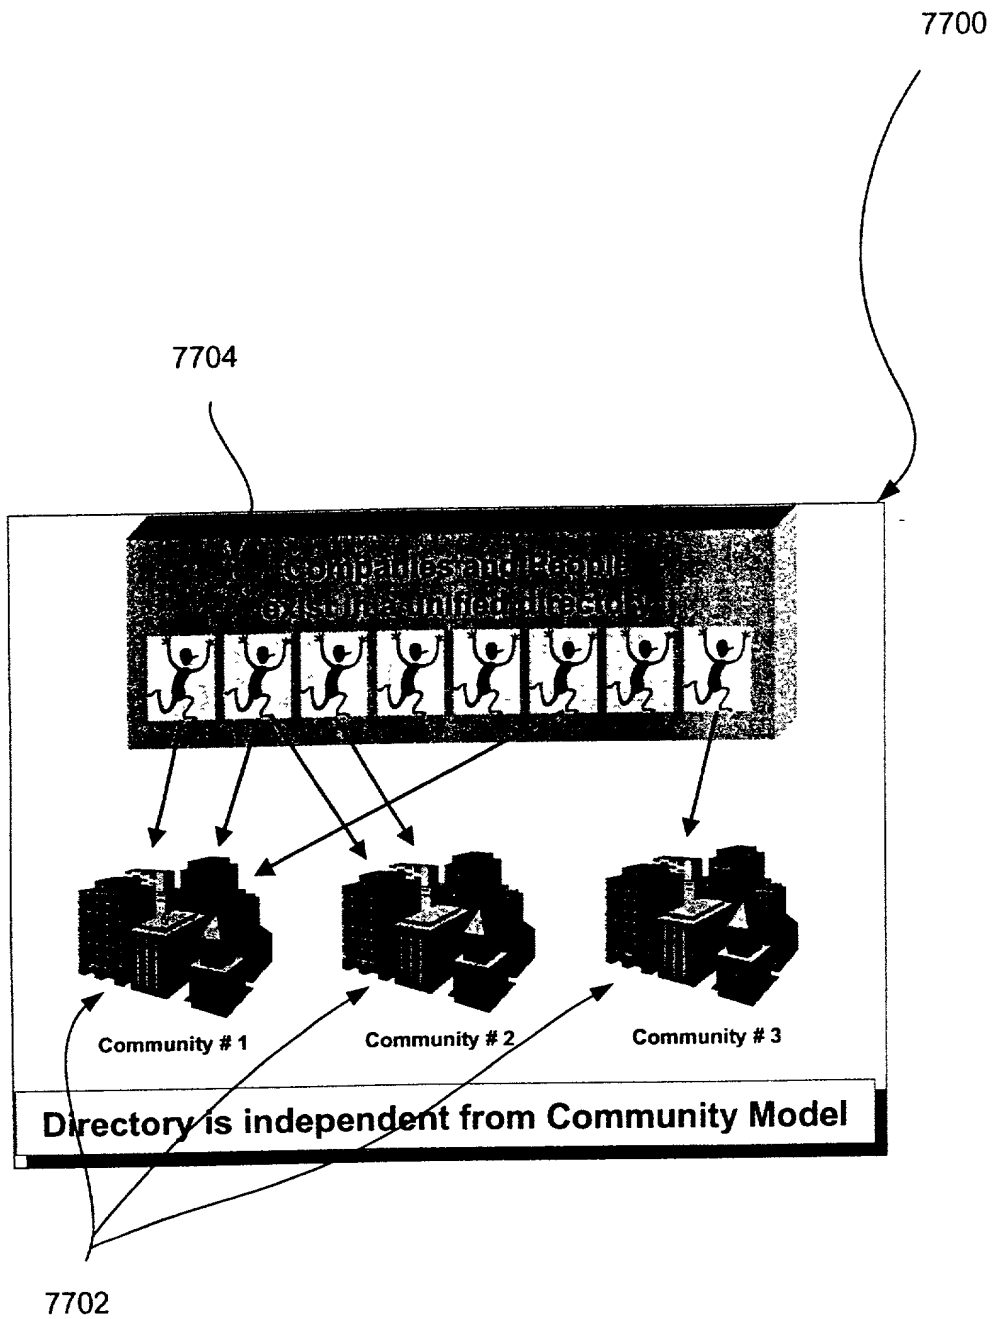 7700
7704
Companies and People
exist in a unified directory
Community # 1
Community # 2
Community # 3
Directory is independent from Community Model
7702